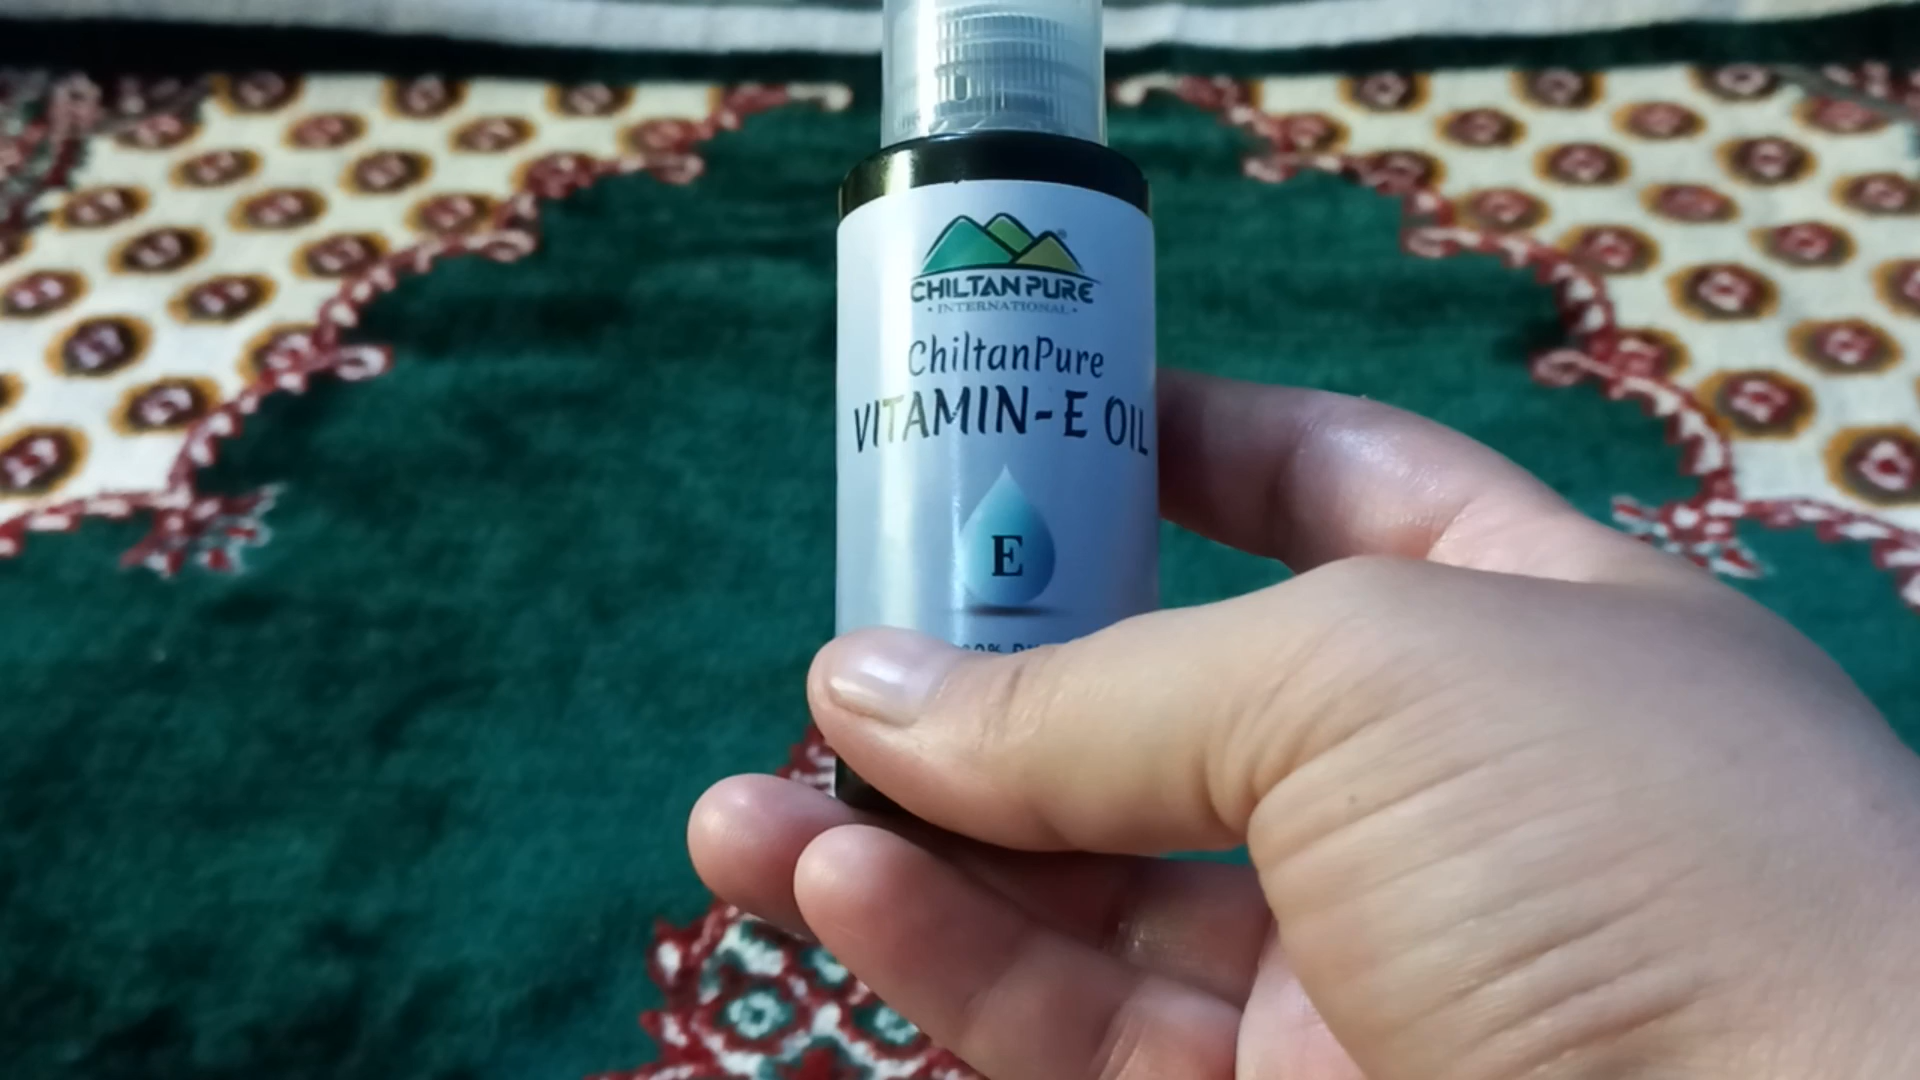 CHILTAN PURE
• INTERNATIONAL •
ChiltanPure
VITAMIN-E OIL
E